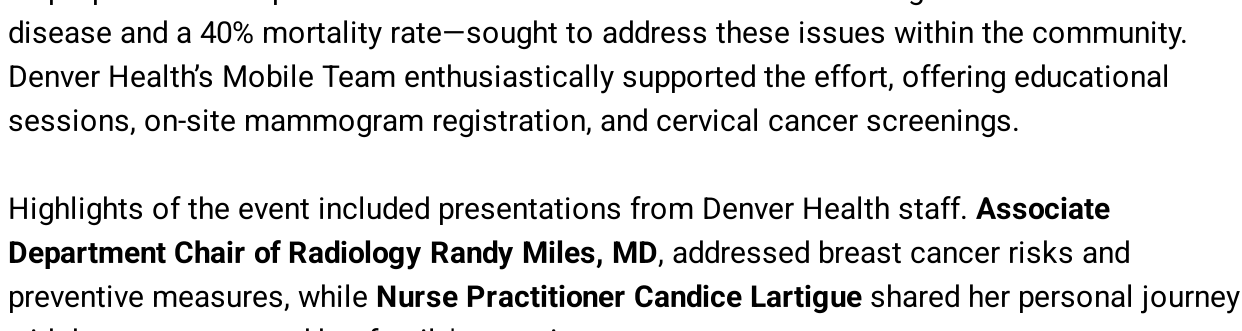 disease and a 40% mortality rate—sought to address these issues within the community.
Denver Health's Mobile Team enthusiastically supported the effort, offering educational
sessions, on-site mammogram registration, and cervical cancer screenings.
Highlights of the event included presentations from Denver Health staff. Associate
Department Chair of Radiology Randy Miles, MD, addressed breast cancer risks and
preventive measures, while Nurse Practitioner Candice Lartigue shared her personal journey